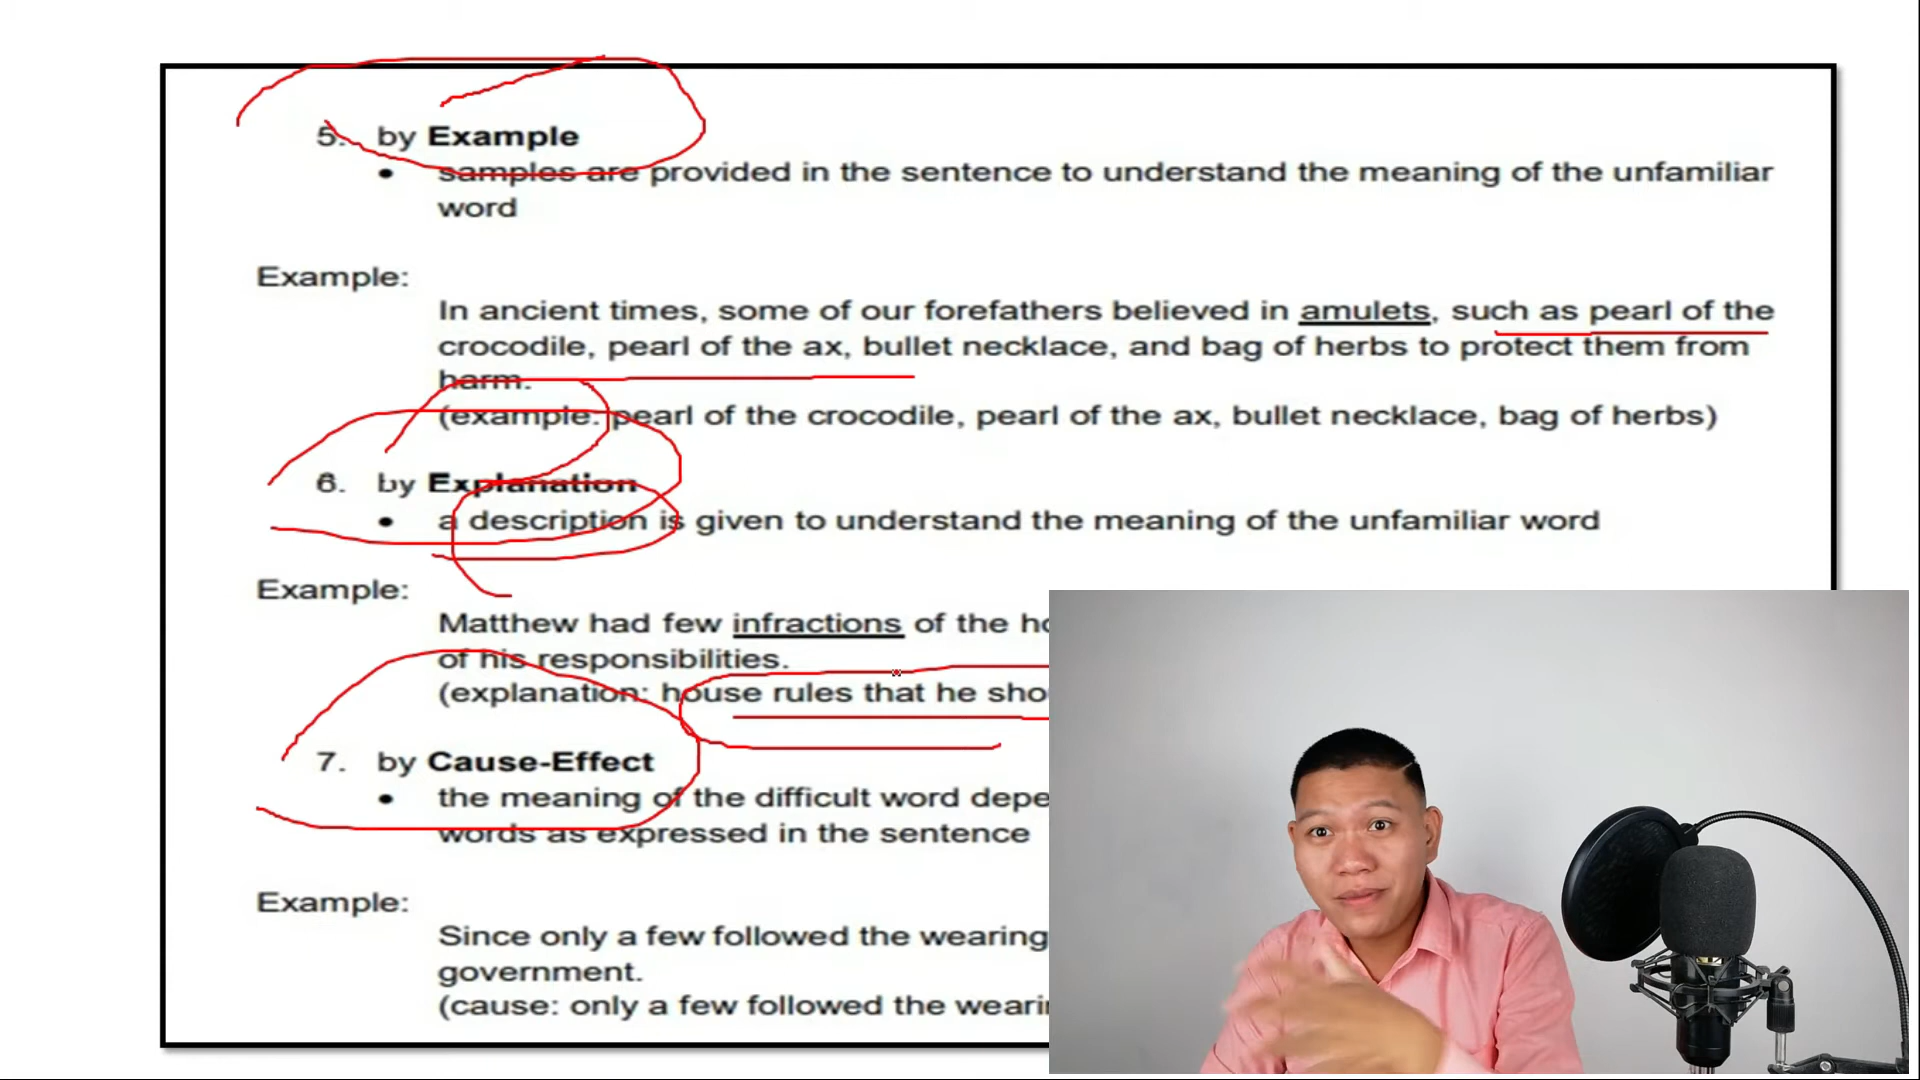 5. by Example
• samples are provided in the sentence to understand the meaning of the unfamiliar
word
Example:
In ancient times, some of our forefathers believed in amulets, such as pearl of the
crocodile, pearl of the ax, bullet necklace, and bag of herbs to protect them from
harm.
(example: pearl of the crocodile, pearl of the ax, bullet necklace, bag of herbs)
6. by Explanation
• a description is given to understand the meaning of the unfamiliar word
Example:
Matthew had few infractions of the
of his responsibilities.
(explanation: house rules that he
7. by Cause-Effect
• the meaning of the difficult word
words as expressed in the sentence
Example:
Since only a few followed the wearing
government.
(cause: only a few followed the